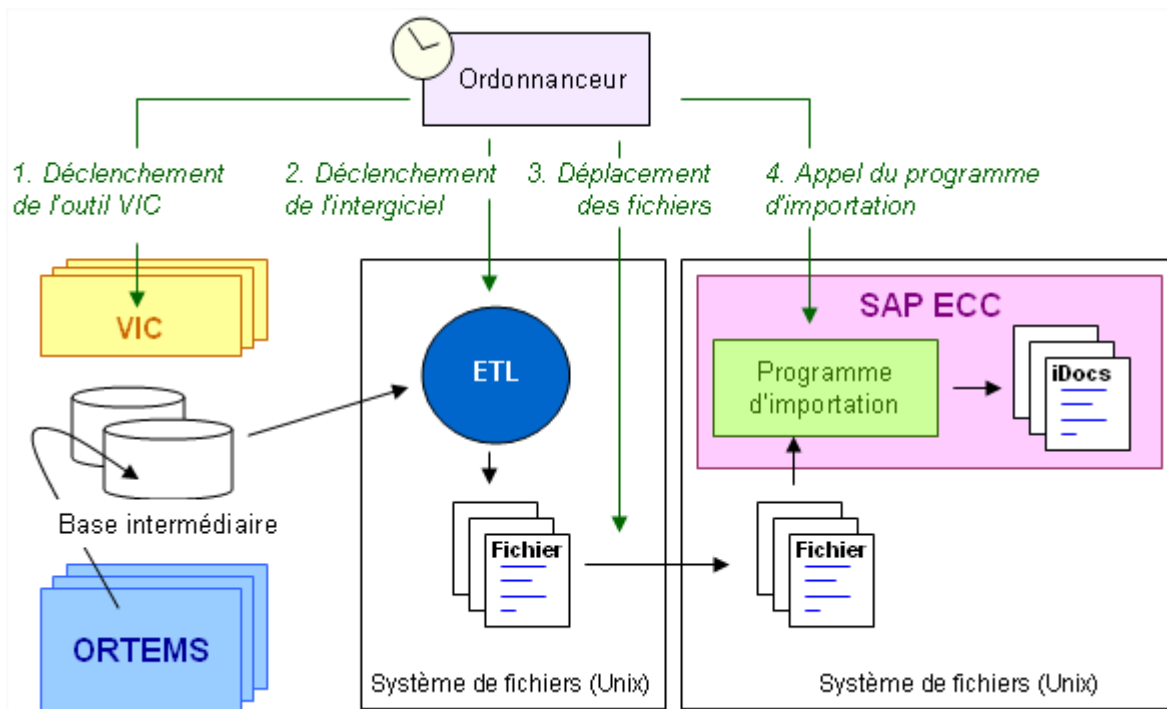 Ordonnanceur
1. Déclenchement
de l'outil VIC
2. Déclenchement
de l'intergiciel
3. Déplacement
des fichiers
4. Appel du programme
d'importation
VIC
ETL
SAP ECC
Programme
d'importation
iDocs
Base intermédiaire
Fichier
Fichier
ORTEMS
Système de fichiers (Unix)
Système de fichiers (Unix)